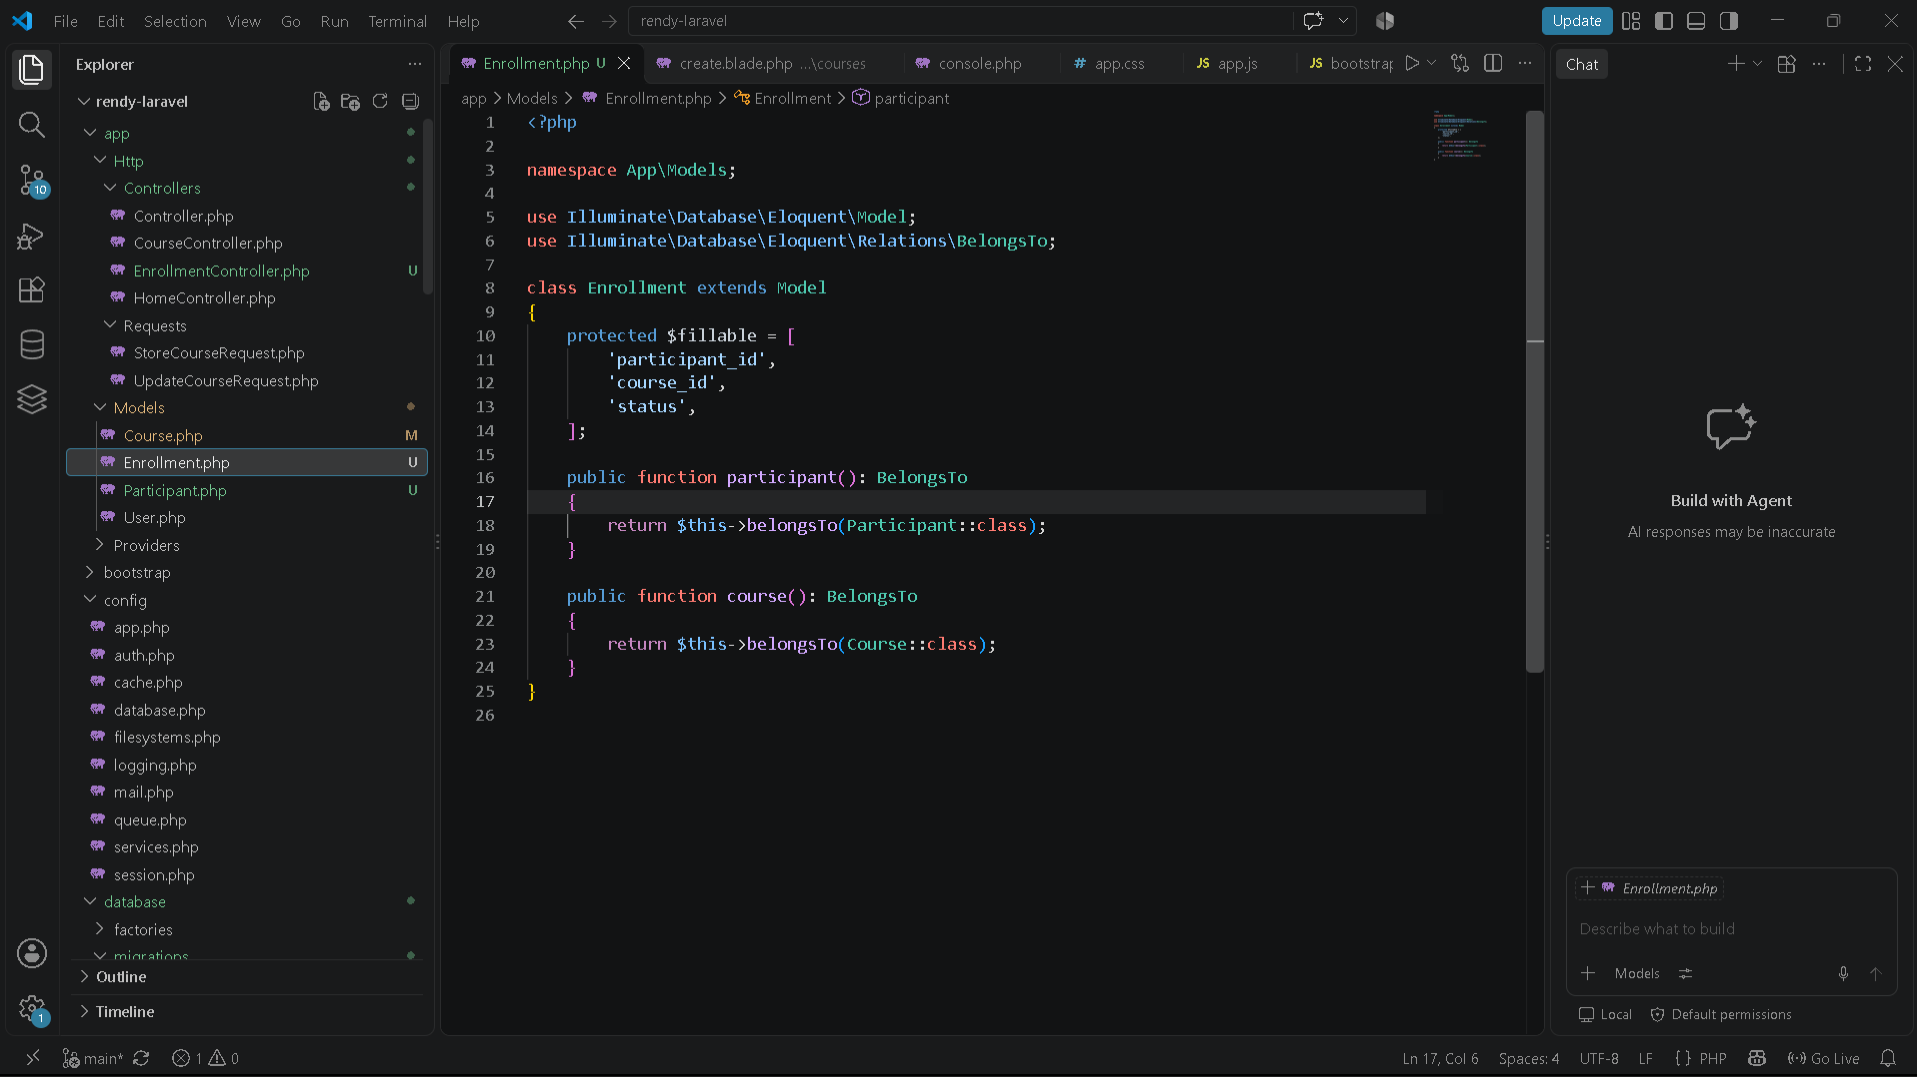 File Edit Selection View Go Run Terminal Help
rendy-laravel
Update
Explorer
rendy-laravel
app
Http
Controllers
Controller.php
CourseController.php
EnrollmentController.php U
HomeController.php
Requests
StoreCourseRequest.php
UpdateCourseRequest.php
Models
Course.php M
Enrollment.php U
Participant.php U
User.php
Providers
bootstrap
config
app.php
auth.php
cache.php
database.php
filesystems.php
logging.php
mail.php
queue.php
services.php
session.php
database
factories
migrations
Outline
Timeline
10
1
Enrollment.php U
create.blade.php ...\courses
console.php
# app.css
JS app.js
JS bootstrap
app > Models > Enrollment.php > Enrollment > participant
1 <?php
2
3 namespace App\Models;
4
5 use Illuminate\Database\Eloquent\Model;
6 use Illuminate\Database\Eloquent\Relations\BelongsTo;
7
8 class Enrollment extends Model
9 {
10 protected $fillable = [
11 'participant_id',
12 'course_id',
13 'status',
14 ];
15
16 public function participant(): BelongsTo
17 {
18 return $this->belongsTo(Participant::class);
19 }
20
21 public function course(): BelongsTo
22 {
23 return $this->belongsTo(Course::class);
24 }
25 }
26
Chat
Build with Agent
AI responses may be inaccurate
Enrollment.php
Describe what to build
Models
Local
Default permissions
main*
1 0
Ln 17, Col 6
Spaces: 4
UTF-8
LF
{ } PHP
Go Live